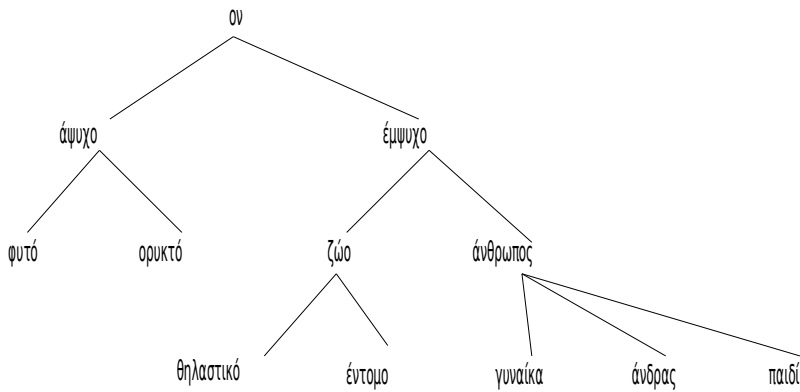 ον
άψυχο έμψυχο
φυτό ορυκτό ζώο άνθρωπος
θηλαστικό έντομο γυναίκα άνδρας παιδί